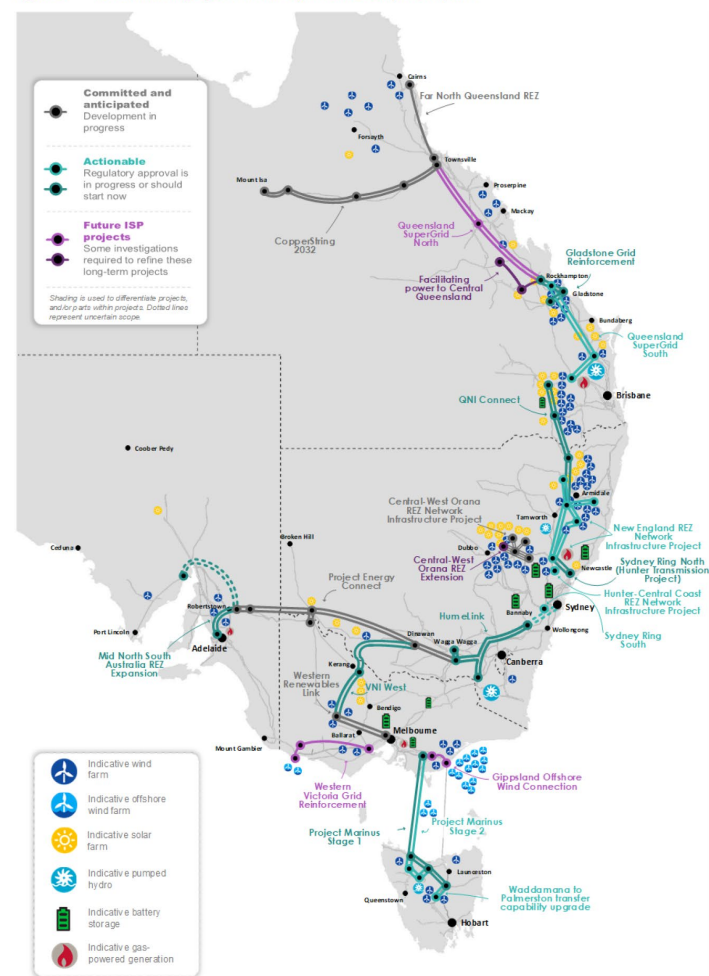 Committed and
anticipated
Development in
progress
Actionable
Regulatory approval is
in progress or should
start now
Future ISP
projects
Some investigations
required to refine these
long-term projects
Shading is used to differentiate projects,
and/or parts within projects. Dotted lines
represent uncertain scope.
Cairns
Far North Queensland REZ
Forsyth
Townsville
Mount Isa
Proserpine
Mackay
CopperString
2032
Queensland
SuperGrid
North
Gladstone Grid
Reinforcement
Facilitating
power to Central
Queensland
Rockhampton
Gladstone
Bundaberg
Queensland
SuperGrid
South
QNI Connect
Brisbane
Coober Pedy
Armidale
Central-West Orana
REZ Network
Infrastructure Project
Tamworth
New England REZ
Network
Infrastructure Project
Dubbo
Broken Hill
Ceduna
Central-West
Orana REZ
Extension
Newcastle
Sydney Ring North
(Hunter Transmission
Project)
Project Energy
Connect
Hunter-Central Coast
REZ Network
Infrastructure Project
Robertstown
Bannaby
Sydney
HumeLink
Port Lincoln
Adelaide
Dinawan
Wagga Wagga
Wollongong
Sydney Ring
South
Mid North South
Australia REZ
Expansion
Kerang
Canberra
Western
Renewables
Link
VNI West
Bendigo
Ballarat
Melbourne
Mount Gambier
Western
Victoria Grid
Reinforcement
Gippsland Offshore
Wind Connection
Indicative wind
farm
Indicative offshore
wind farm
Indicative solar
farm
Indicative pumped
hydro
Indicative battery
storage
Indicative gas-
powered generation
Project Marinus
Stage 1
Project Marinus
Stage 2
Launceston
Queenstown
Waddamana to
Palmerston transfer
capability upgrade
Hobart